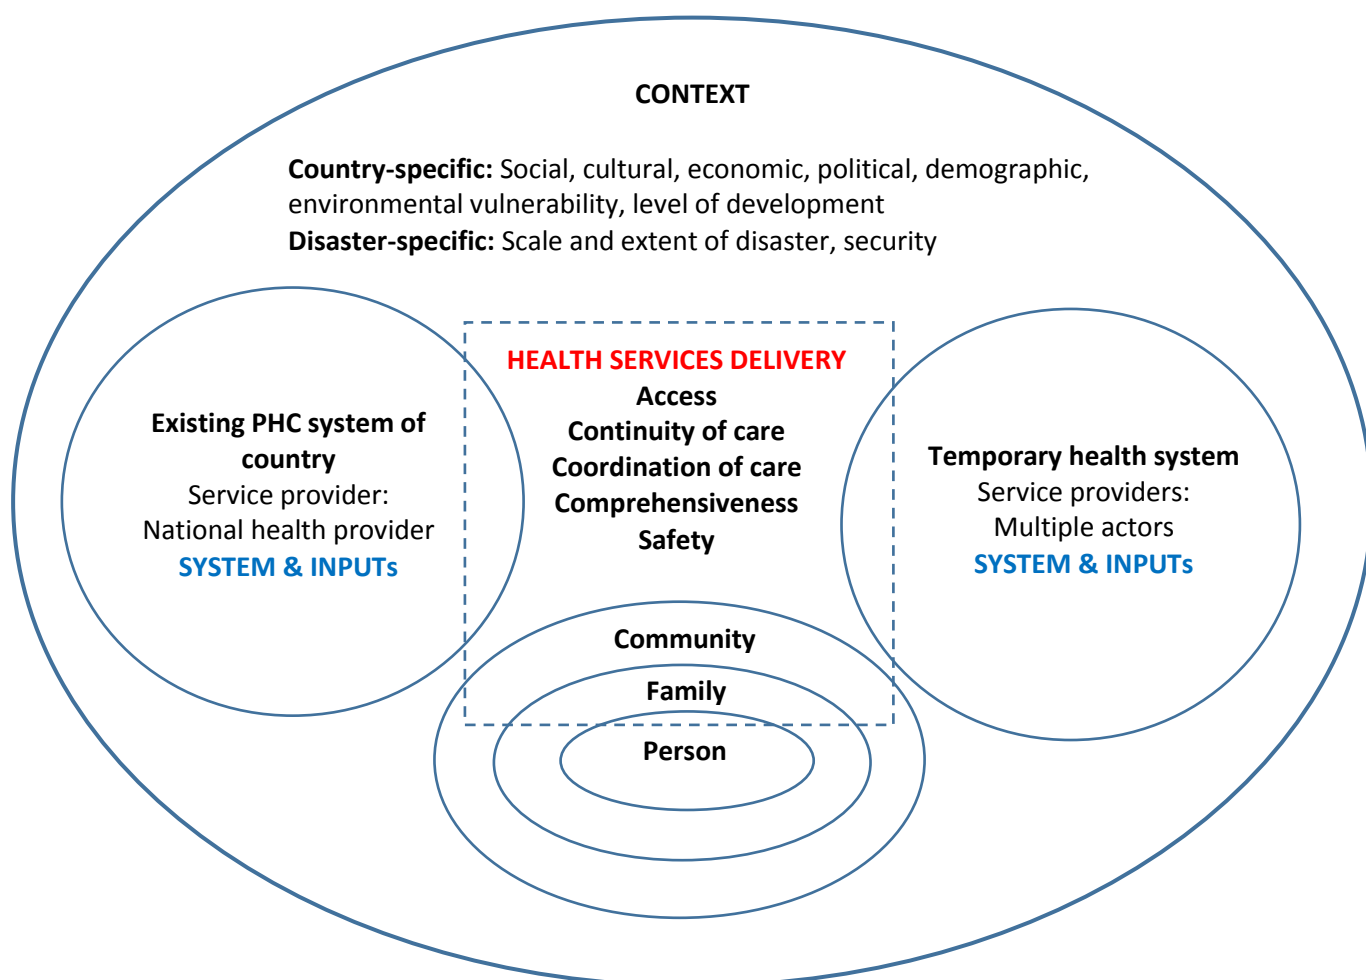 CONTEXT
Country-specific: Social, cultural, economic, political, demographic,
environmental vulnerability, level of development
Disaster-specific: Scale and extent of disaster, security
Existing PHC system of
country
Service provider:
National health provider
SYSTEM & INPUTs
HEALTH SERVICES DELIVERY
Access
Continuity of care
Coordination of care
Comprehensiveness
Safety
Temporary health system
Service providers:
Multiple actors
SYSTEM & INPUTs
Community
Family
Person